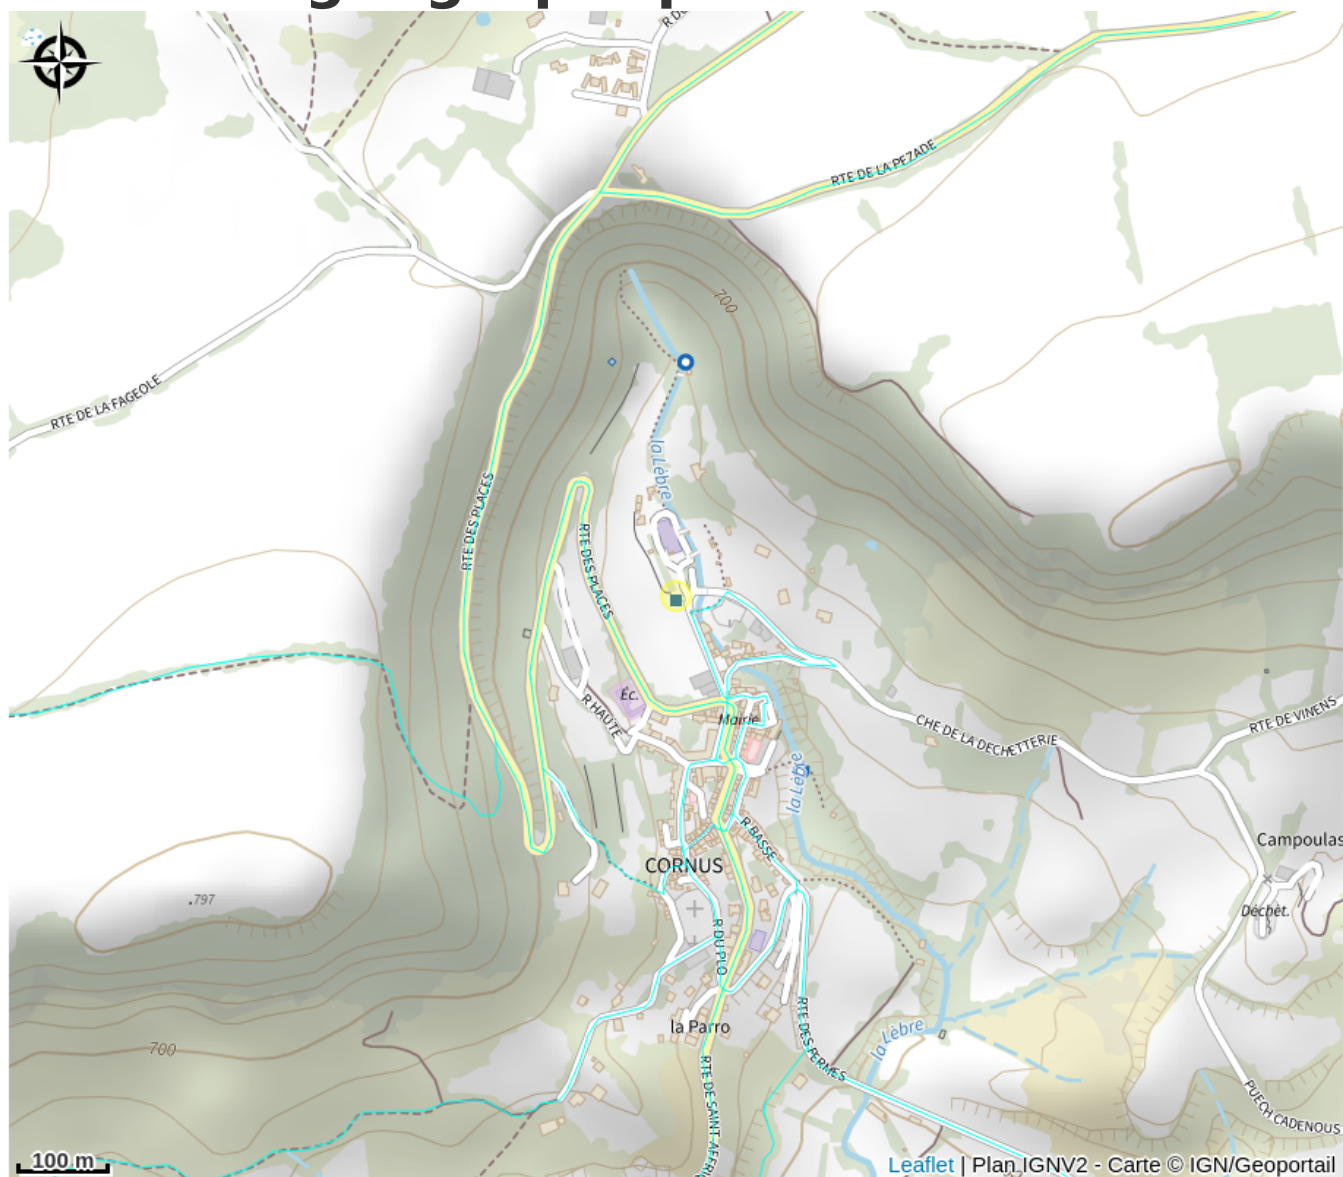 RTE DE LA PEZADE
700
RTE DE LA FAGEOLE
la Lèbre
RTE DES PLACES
RTE DES PLACES
Éc.
R HAUTE
Mairie
CHE DE LA DECHETTERIE
RTE DE VINENS
la Lèbre
R BASSE
Campoulas
CORNUS
.797
Déchèt.
R DU PLO
la Parro
la Lèbre
700
RTE DES FERMES
RTE DE SAINT-AFFRI
PUECH CADENOUS
100 m
Leaflet | Plan IGNV2 - Carte © IGN/Geoportail